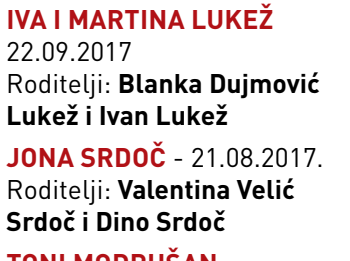 IVA I MARTINA LUKEŽ
22.09.2017
Roditelji: Blanka Dujmović
Lukež i Ivan Lukež
JONA SRDOČ - 21.08.2017.
Roditelji: Valentina Velić
Srdoč i Dino Srdoč
TONI